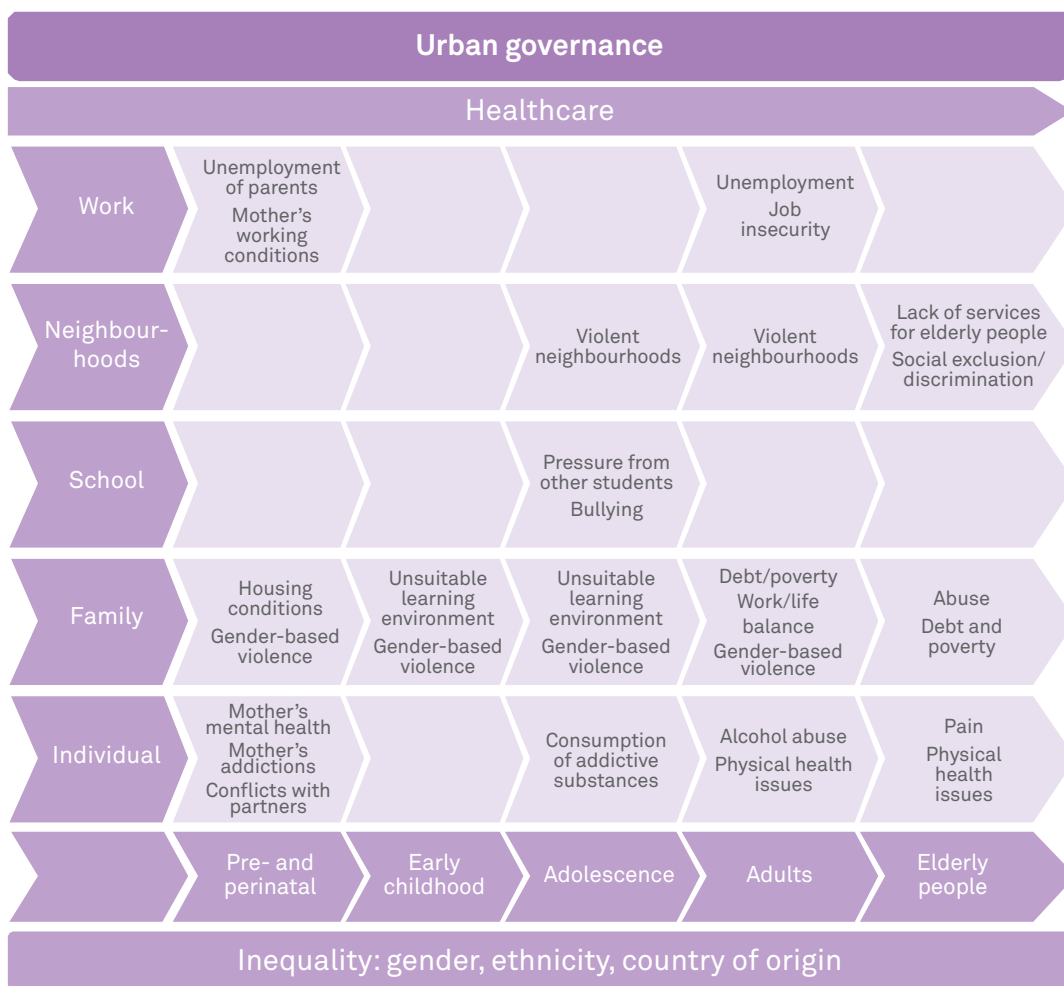 Urban governance
Healthcare
Work
Unemployment
of parents
Mother's
working
conditions
Unemployment
Job
insecurity
Neighbour-
hoods
Violent
neighbourhoods
Violent
neighbourhoods
Lack of services
for elderly people
Social exclusion/
discrimination
School
Pressure from
other students
Bullying
Family
Housing
conditions
Gender-based
violence
Unsuitable
learning
environment
Gender-based
violence
Unsuitable
learning
environment
Gender-based
violence
Debt/poverty
Work/life
balance
Gender-based
violence
Abuse
Debt and
poverty
Individual
Mother's
mental health
Mother's
addictions
Conflicts with
partners
Consumption
of addictive
substances
Alcohol abuse
Physical health
issues
Pain
Physical
health
issues
Pre- and
perinatal
Early
childhood
Adolescence
Adults
Elderly
people
Inequality: gender, ethnicity, country of origin